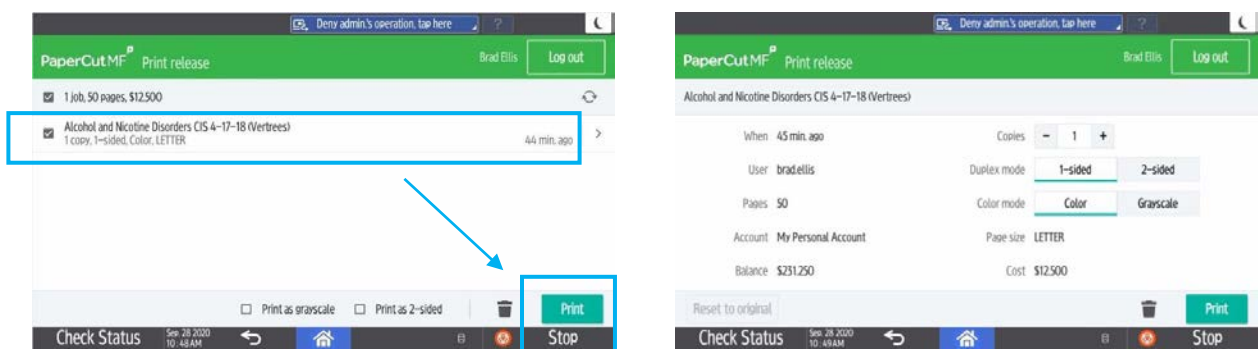 Deny admin.'s operation, tap here
?
PaperCut MF
P
Print release
Brad Ellis
Log out
1 job, 50 pages, $12.500
Alcohol and Nicotine Disorders CIS 4-17-18 (Vertrees)
1 copy, 1-sided, Color, LETTER
44 min. ago
>
Print as grayscale
Print as 2-sided
Print
Check Status
Sep. 28 2020
10:48AM
Stop
Deny admin.'s operation, tap here
?
PaperCut MF
P
Print release
Brad Ellis
Log out
Alcohol and Nicotine Disorders CIS 4-17-18 (Vertrees)
When 45 min. ago
Copies - 1 +
User brad.ellis
Duplex mode 1-sided 2-sided
Pages 50
Color mode Color Grayscale
Account My Personal Account
Page size LETTER
Balance $231.250
Cost $12.500
Reset to original
Print
Check Status
Sep. 28 2020
10:49AM
Stop